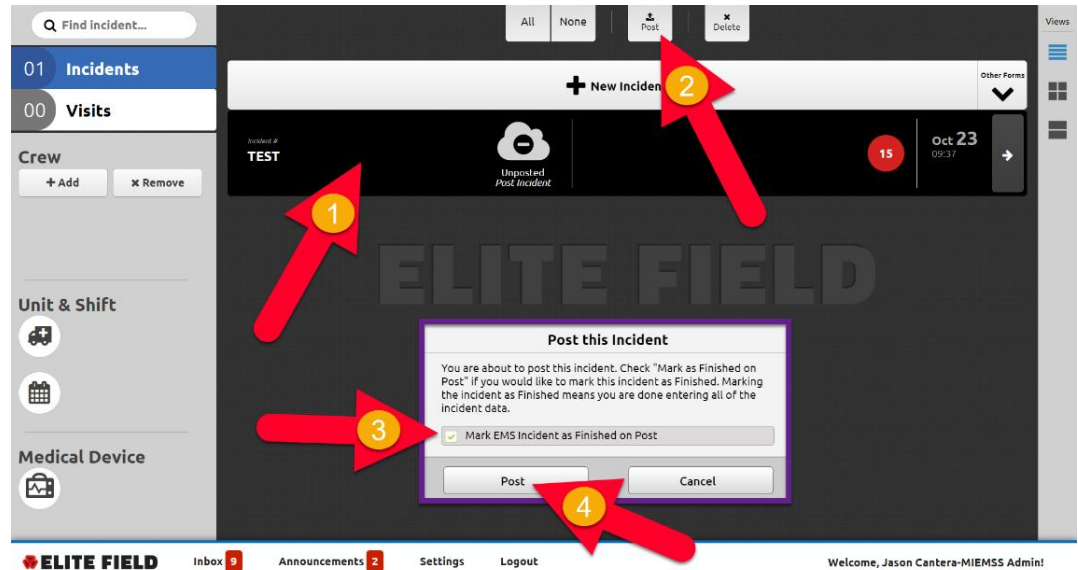 Find incident...
All None Post Delete
Views
01 Incidents
00 Visits
New Inciden
Other Forms
2
Incident #
TEST
Unposted
Post Incident
15
Oct 23
09:37
1
Crew
Add Remove
ELITE FIELD
Unit & Shift
Post this Incident
You are about to post this incident. Check "Mark as Finished on
Post" if you would like to mark this incident as Finished. Marking
the incident as Finished means you are done entering all of the
incident data.
3
Mark EMS Incident as Finished on Post
Post Cancel
4
Medical Device
ELITE FIELD Inbox 9 Announcements 2 Settings Logout Welcome, Jason Cantera-MIEMSS Admin!